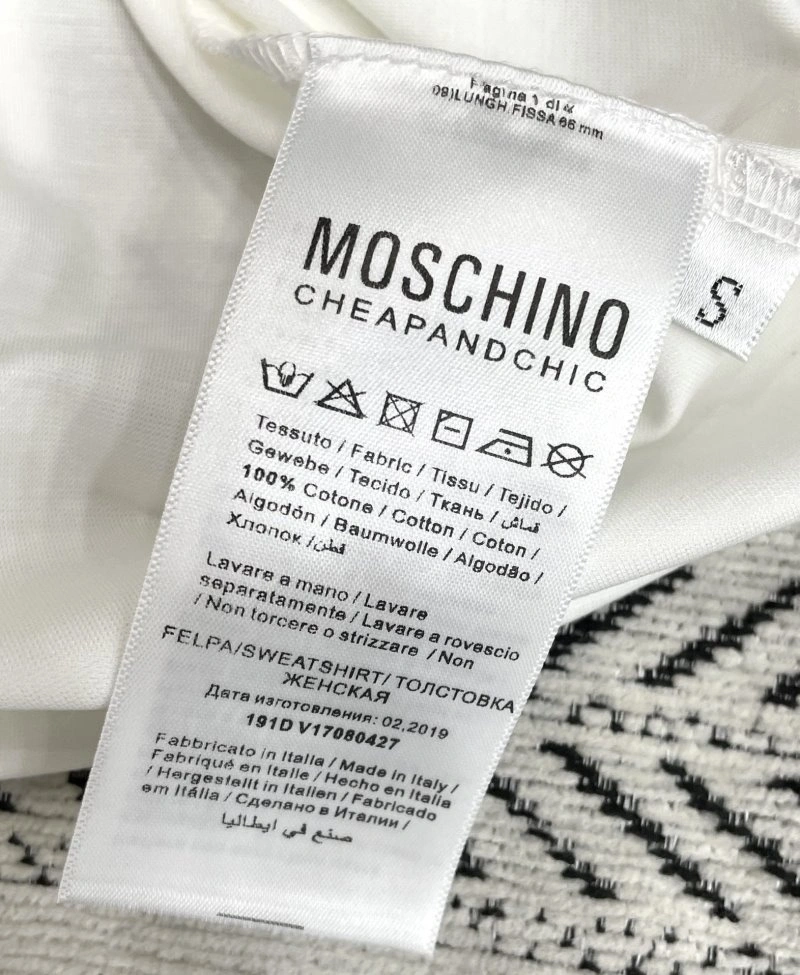 Pagina 1 di
09)LUNGH.FISSA 66 mm
MOSCHINO
CHEAPANDCHIC
S
Tessuto / Fabric / Tissu / Tejido /
Gewebe / Tecido / Ткань / قماش
100% Cotone / Cotton / Coton /
Algodón / Baumwolle / Algodão /
Хлопок / قطن
Lavare a mano / Lavare
separatamente / Lavare a rovescio
/ Non torcere o strizzare / Non
FELPA/SWEATSHIRT/ ТОЛСТОВКА
ЖЕНСКАЯ
Дата изготовления: 02,2019
191D V17080427
Fabbricato in Italia / Made in Italy /
Fabriqué en Italie / Hecho en Italia
/ Hergestellt in Italien / Fabricado
em Itália / Сделано в Италии /
صنع في ايطاليا